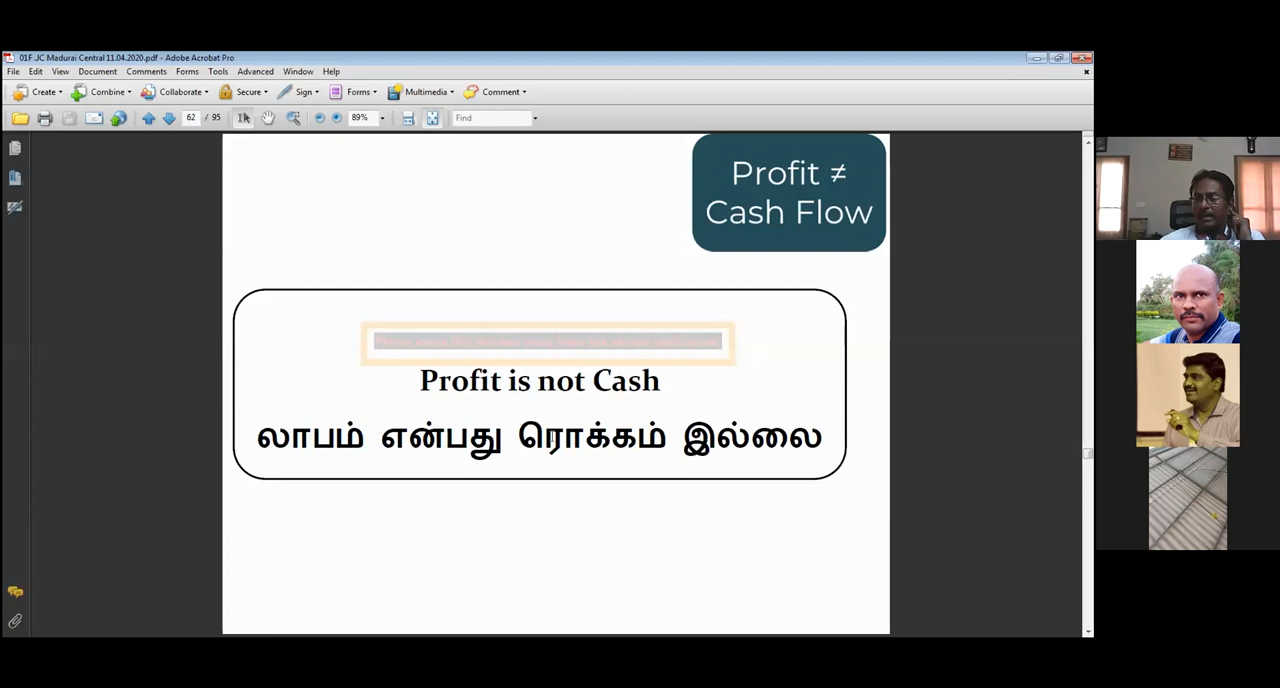 01F JC Madurai Central 11.04.2020.pdf - Adobe Acrobat Pro
File Edit View Document Comments Forms Tools Advanced Window Help
Create Combine Collaborate Secure Sign Forms Multimedia Comment
62 / 95 89% Find
Profit ≠
Cash Flow
Profit is not Cash
லாபம் என்பது ரொக்கம் இல்லை